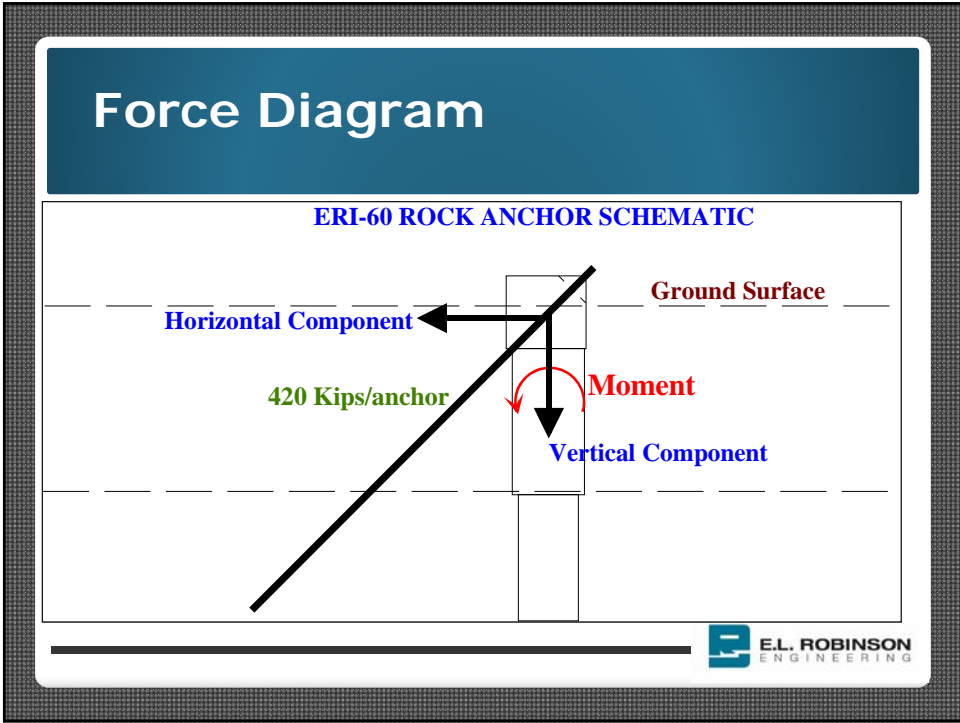 Force Diagram
ERI-60 ROCK ANCHOR SCHEMATIC
Ground Surface
Horizontal Component
420 Kips/anchor
Moment
Vertical Component
E.L. ROBINSON
ENGINEERING